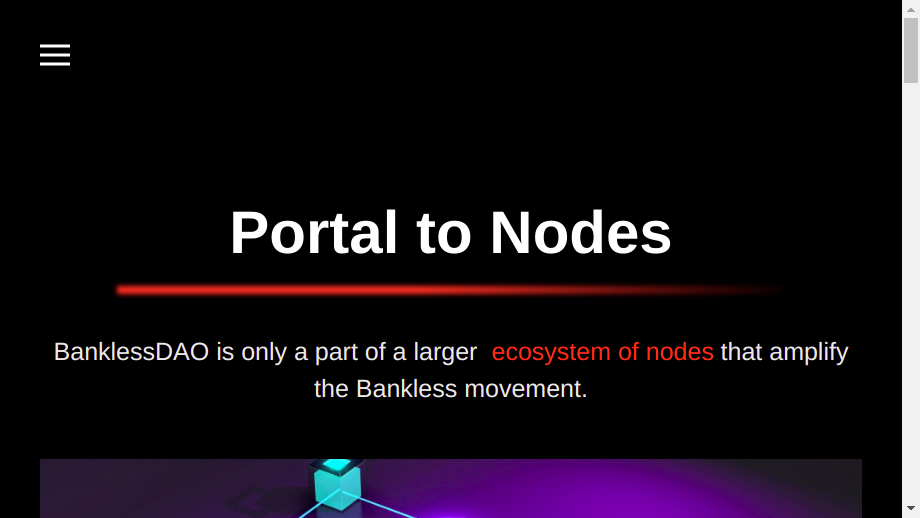 Portal to Nodes
BanklessDAO is only a part of a larger ecosystem of nodes that amplify
the Bankless movement.